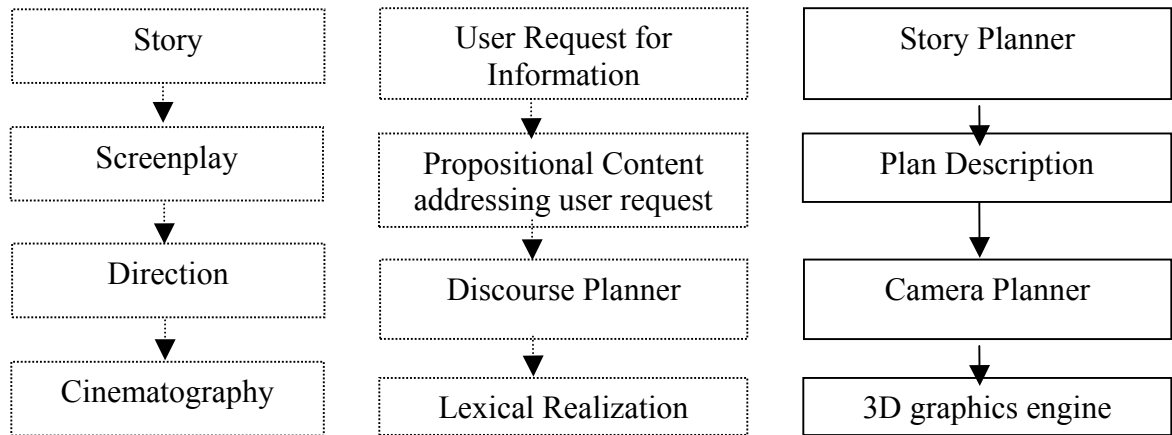 Story
Screenplay
Direction
Cinematography
User Request for
Information
Propositional Content
addressing user request
Discourse Planner
Lexical Realization
Story Planner
Plan Description
Camera Planner
3D graphics engine